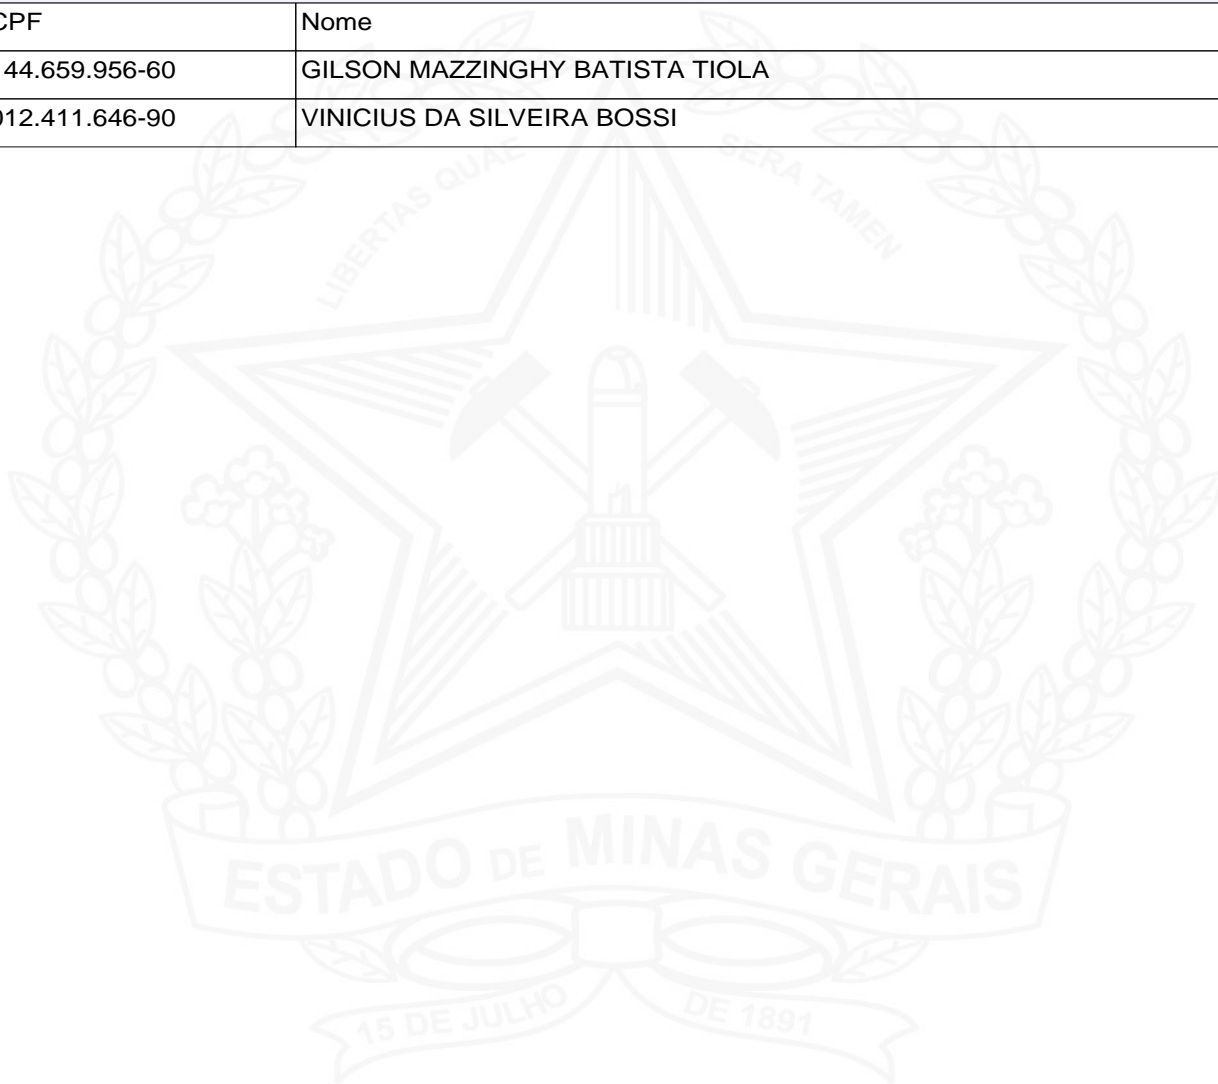 CPF Nome
44.659.956-60 GILSON MAZZINGHY BATISTA TIOLA
012.411.646-90 VINICIUS DA SILVEIRA BOSSI
LIBERTAS QUAE SERA TAMEN
ESTADO DE MINAS GERAIS
15 DE JULHO DE 1891